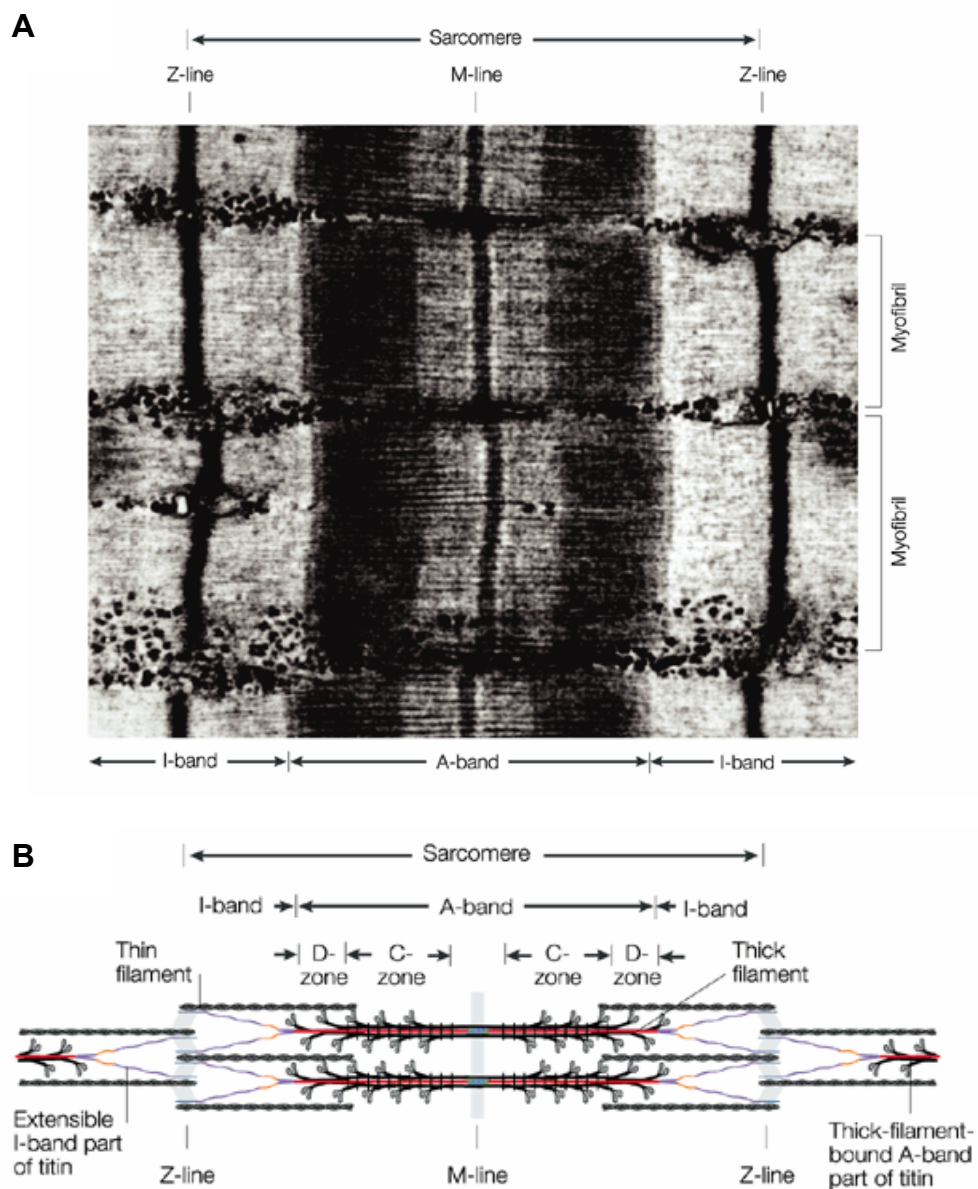 A
Sarcomere
Z-line M-line Z-line
Myofibril
Myofibril
I-band A-band I-band
B
Sarcomere
I-band A-band I-band
Thin
filament
D-
zone
C-
zone
C-
zone
D-
zone
Thick
filament
Extensible
I-band part
of titin
Z-line M-line Z-line
Thick-filament-
bound A-band
part of titin